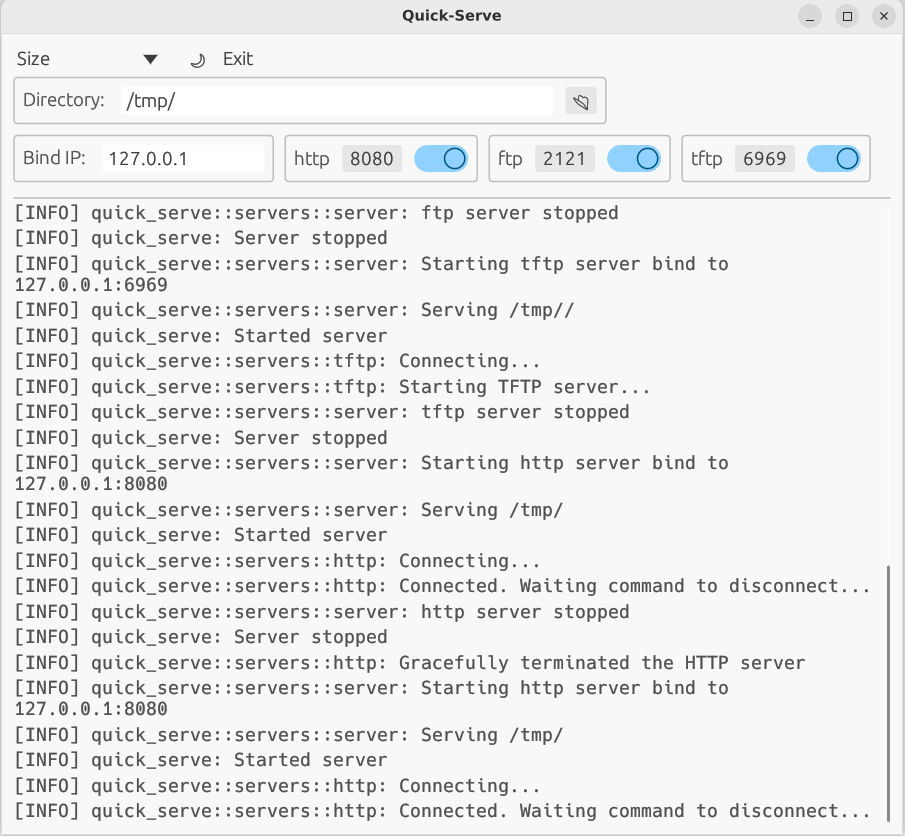 Quick-Serve
Size Exit
Directory: /tmp/
Bind IP: 127.0.0.1 http 8080 ftp 2121 tftp 6969
[INFO] quick_serve::servers::server: ftp server stopped
[INFO] quick_serve: Server stopped
[INFO] quick_serve::servers::server: Starting tftp server bind to
127.0.0.1:6969
[INFO] quick_serve::servers::server: Serving /tmp//
[INFO] quick_serve: Started server
[INFO] quick_serve::servers::tftp: Connecting...
[INFO] quick_serve::servers::tftp: Starting TFTP server...
[INFO] quick_serve::servers::server: tftp server stopped
[INFO] quick_serve: Server stopped
[INFO] quick_serve::servers::server: Starting http server bind to
127.0.0.1:8080
[INFO] quick_serve::servers::server: Serving /tmp/
[INFO] quick_serve: Started server
[INFO] quick_serve::servers::http: Connecting...
[INFO] quick_serve::servers::http: Connected. Waiting command to disconnect...
[INFO] quick_serve::servers::server: http server stopped
[INFO] quick_serve: Server stopped
[INFO] quick_serve::servers::http: Gracefully terminated the HTTP server
[INFO] quick_serve::servers::server: Starting http server bind to
127.0.0.1:8080
[INFO] quick_serve::servers::server: Serving /tmp/
[INFO] quick_serve: Started server
[INFO] quick_serve::servers::http: Connecting...
[INFO] quick_serve::servers::http: Connected. Waiting command to disconnect...